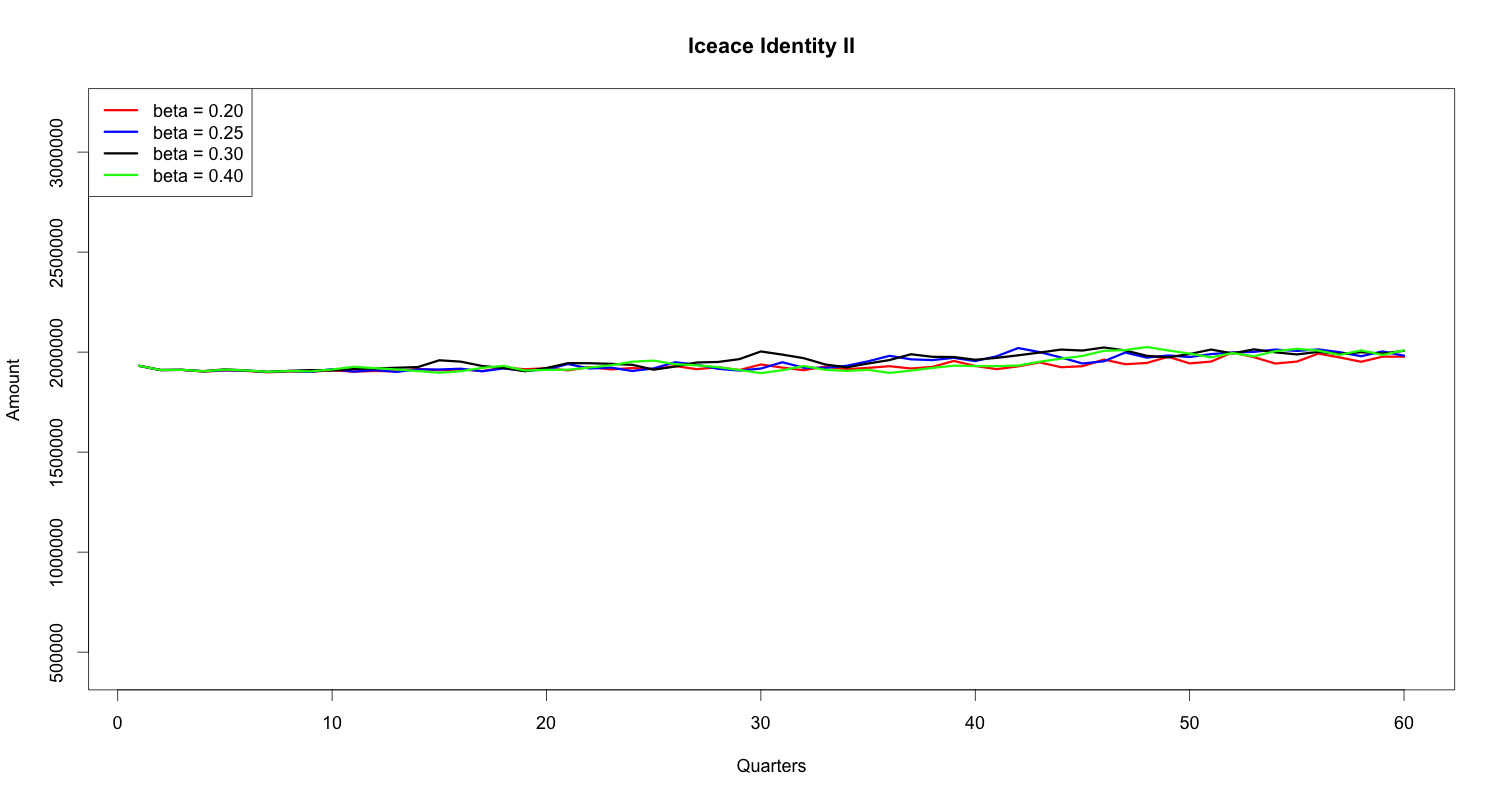 Iceace Identity II
beta = 0.20
beta = 0.25
beta = 0.30
beta = 0.40
3000000
2500000
2000000
1500000
1000000
500000
Amount
0 10 20 30 40 50 60
Quarters